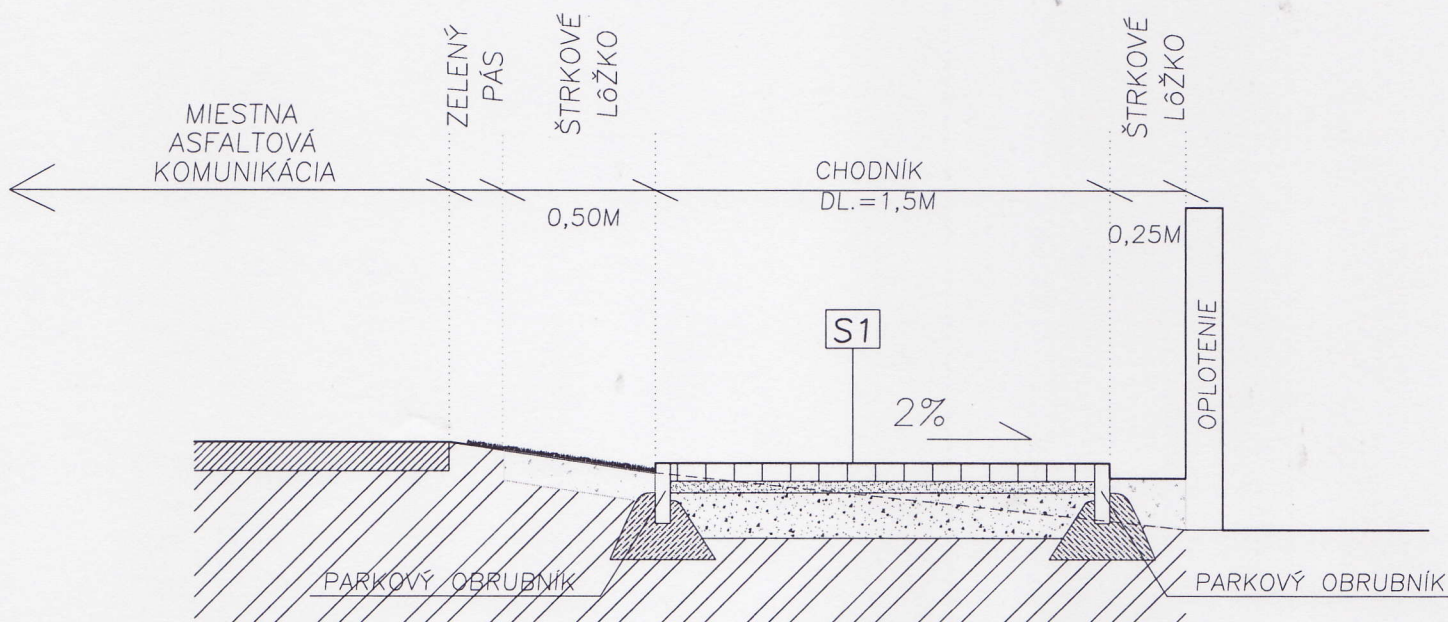 MIESTNA
ASFALTOVÁ
KOMUNIKÁCIA
ZELENÝ
PÁS
ŠTRKOVÉ
LôŽKO
0,50M
CHODNÍK
DL.=1,5M
ŠTRKOVÉ
LôŽKO
0,25M
S1
2%
OPLOTENIE
PARKOVÝ OBRUBNÍK
PARKOVÝ OBRUBNÍK